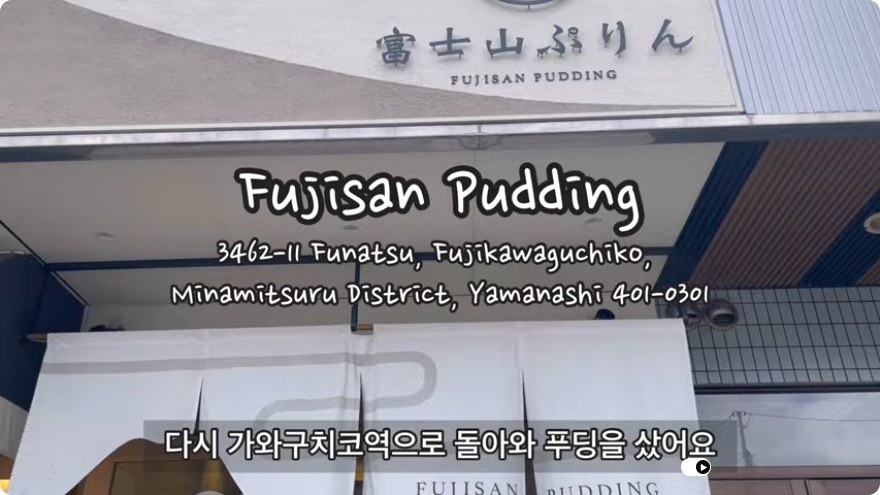 富士山ぷりん
FUJISAN PUDDING
Fujisan Pudding
3462-11 Funatsu, Fujikawaguchiko,
Minamitsuru District, Yamanashi 401-0301
다시 가와구치코역으로 돌아와 푸딩을 샀어요
FUJISAN PUDDING